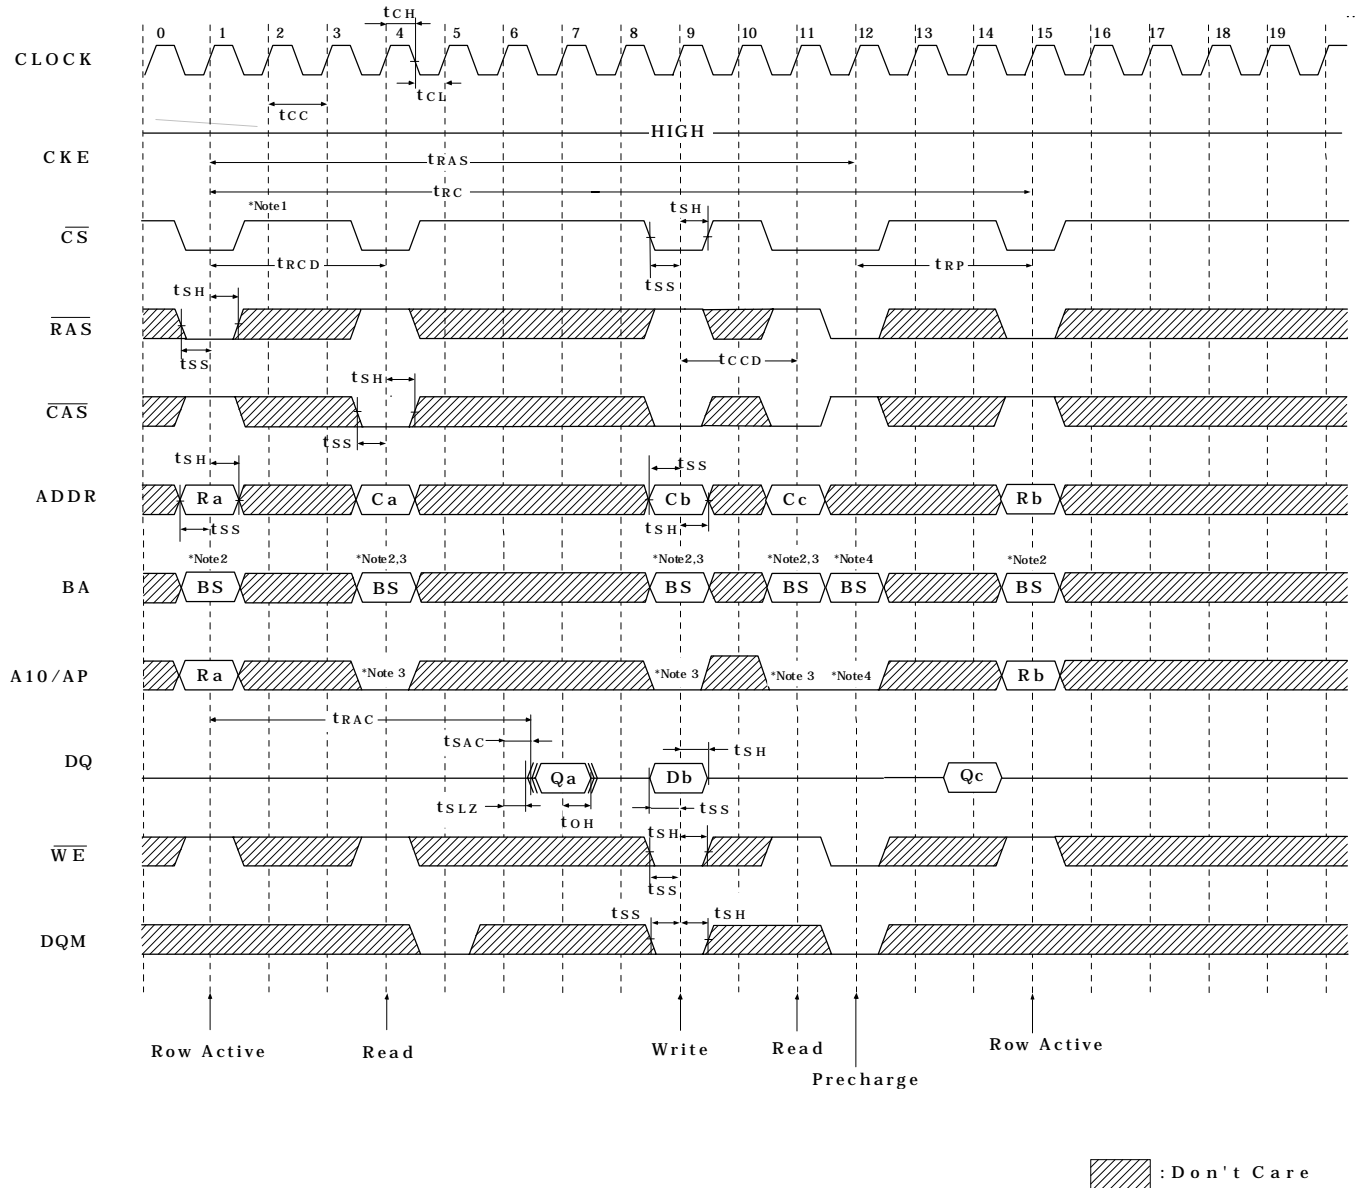 tCH
0 1 2 3 4 5 6 7 8 9 10 11 12 13 14 15 16 17 18 19
CLOCK
tCL
tCC
HIGH
CKE
tRAS
tRC
*Note1
tSH
CS
tRCD
tRP
tSS
tSH
RAS
tSS
tCCD
tSH
CAS
tSS
tSH
tSS
ADDR
Ra Ca Cb Cc Rb
tSS
tSH
*Note2 *Note2,3 *Note2,3 *Note2,3 *Note4 *Note2
BA
BS BS BS BS BS BS
A10/AP
Ra *Note 3 *Note 3 *Note 3 *Note4 Rb
tRAC
tSAC
tSH
DQ
Qa Db Qc
tSLZ
tSS
tOH
tSH
WE
tSS
tSS tSH
DQM
Row Active Read Write Read Row Active
Precharge
:Don't Care